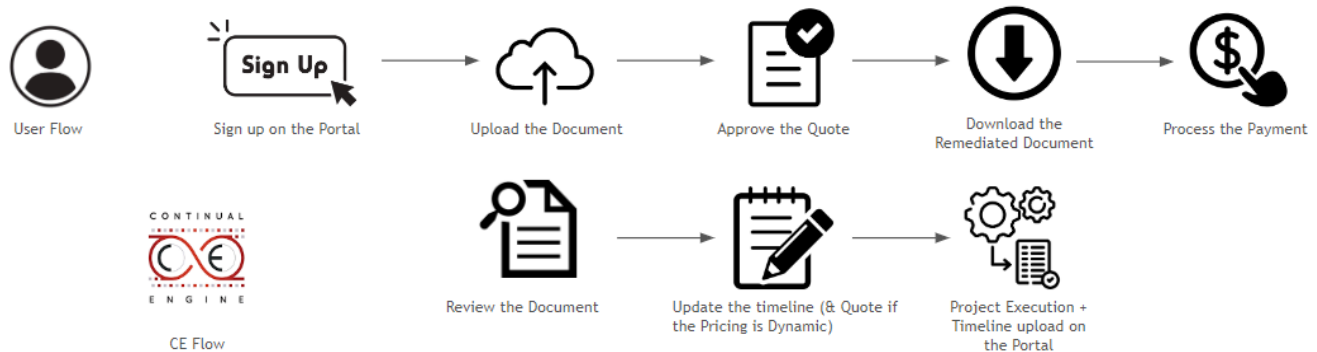 Sign Up
User Flow
Sign up on the Portal
Upload the Document
Approve the Quote
Download the
Remediated Document
Process the Payment
CONTINUAL
CE
ENGINE
CE Flow
Review the Document
Update the timeline (& Quote if
the Pricing is Dynamic)
Project Execution +
Timeline upload on
the Portal